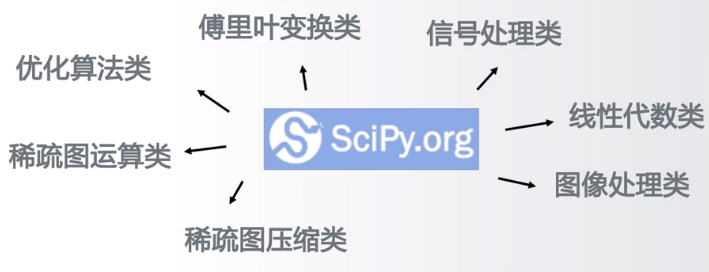 傅里叶变换类
信号处理类
优化算法类
SciPy.org
线性代数类
稀疏图运算类
图像处理类
稀疏图压缩类